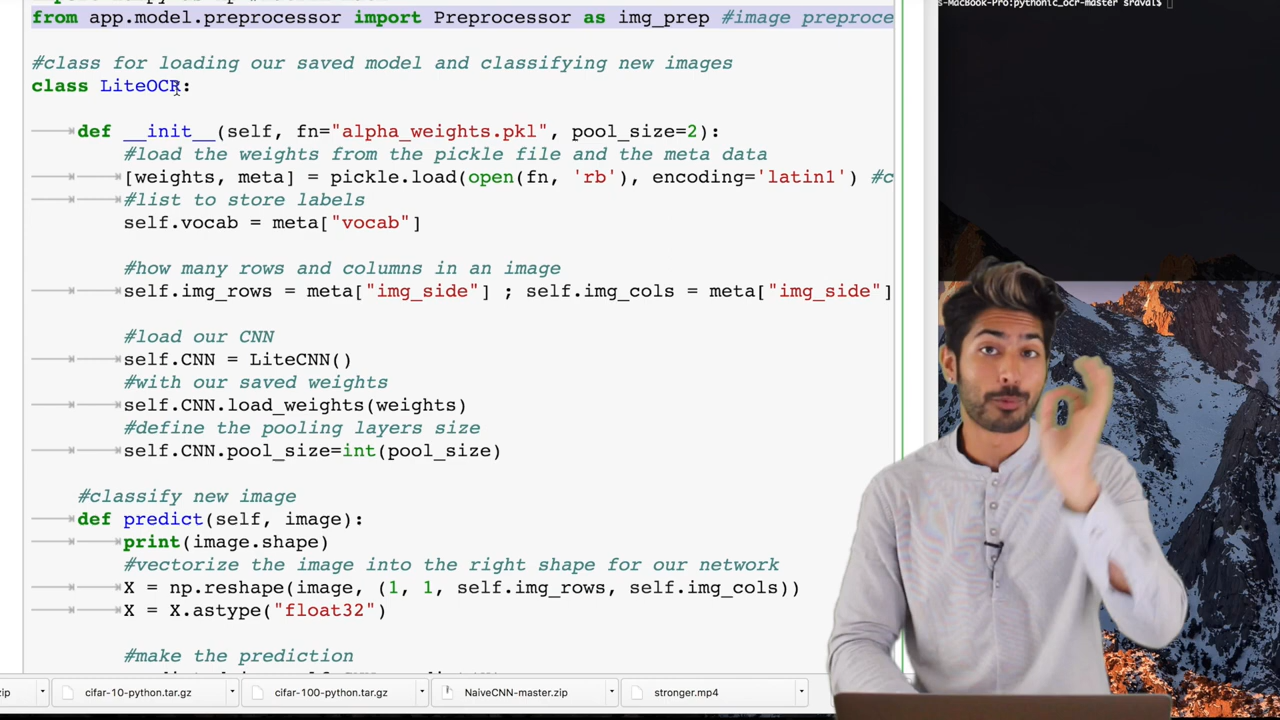 from app.model.preprocessor import Preprocessor as img_prep #image preproce
s-MacBook-Pro:pythonic_ocr-master sraval$
#class for loading our saved model and classifying new images
class LiteOCR:
def __init__(self, fn="alpha_weights.pkl", pool_size=2):
#load the weights from the pickle file and the meta data
[weights, meta] = pickle.load(open(fn, 'rb'), encoding='latin1') #c
#list to store labels
self.vocab = meta["vocab"]
#how many rows and columns in an image
self.img_rows = meta["img_side"] ; self.img_cols = meta["img_side"]
#load our CNN
self.CNN = LiteCNN()
#with our saved weights
self.CNN.load_weights(weights)
#define the pooling layers size
self.CNN.pool_size=int(pool_size)
#classify new image
def predict(self, image):
print(image.shape)
#vectorize the image into the right shape for our network
X = np.reshape(image, (1, 1, self.img_rows, self.img_cols))
X = X.astype("float32")
#make the prediction
zip
cifar-10-python.tar.gz
cifar-100-python.tar.gz
NaiveCNN-master.zip
stronger.mp4